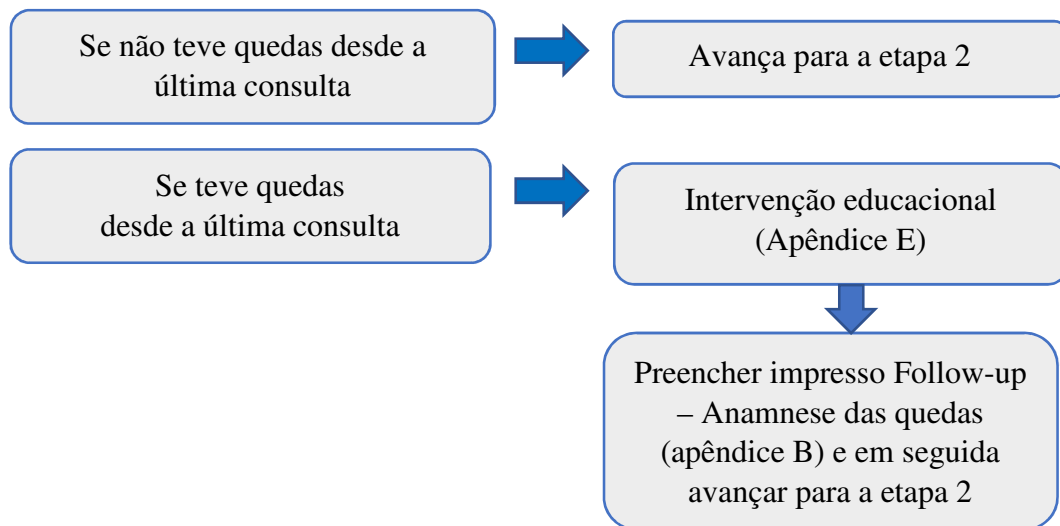 Se não teve quedas desde a
última consulta
Avança para a etapa 2
Se teve quedas
desde a última consulta
Intervenção educacional
(Apêndice E)
Preencher impresso Follow-up
– Anamnese das quedas
(apêndice B) e em seguida
avançar para a etapa 2